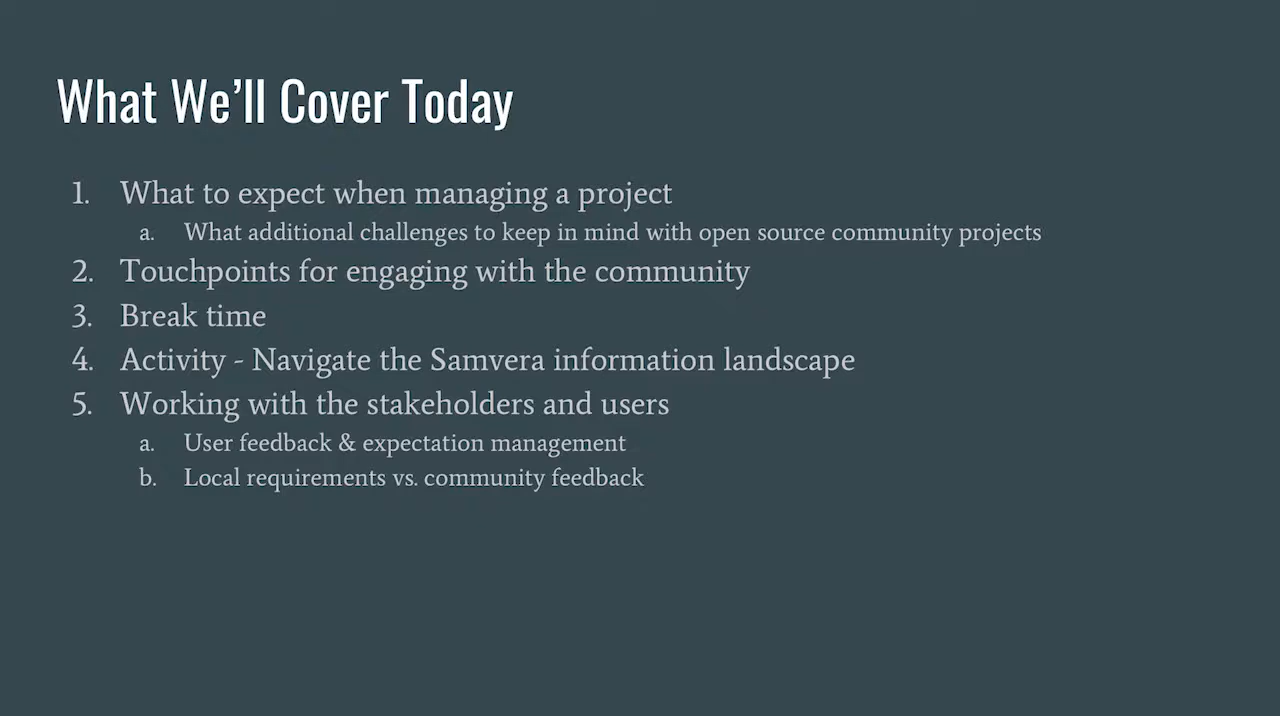 What We’ll Cover Today
1. What to expect when managing a project
a. What additional challenges to keep in mind with open source community projects
2. Touchpoints for engaging with the community
3. Break time
4. Activity - Navigate the Samvera information landscape
5. Working with the stakeholders and users
a. User feedback & expectation management
b. Local requirements vs. community feedback